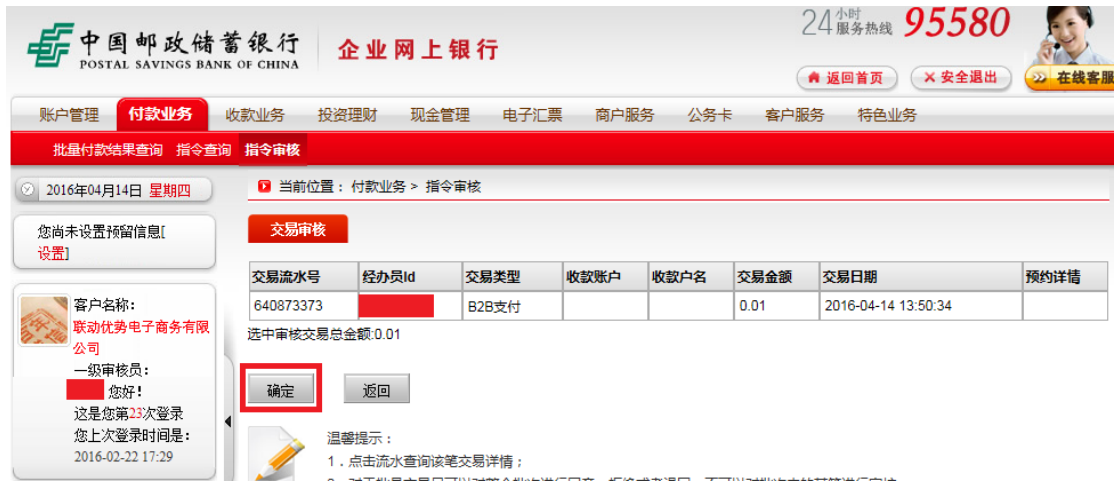 中国邮政储蓄银行
POSTAL SAVINGS BANK OF CHINA
企业网上银行
24小时服务热线 95580
返回首页 安全退出 在线客服
账户管理 付款业务 收款业务 投资理财 现金管理 电子汇票 商户服务 公务卡 客户服务 特色业务
批量付款结果查询 指令查询 指令审核
2016年04月14日 星期四
您尚未设置预留信息[
设置]
客户名称：
联动优势电子商务有限
公司
一级审核员：
您好！
这是您第23次登录
您上次登录时间是：
2016-02-22 17:29
当前位置： 付款业务 > 指令审核
交易审核
交易流水号 经办员Id 交易类型 收款账户 收款户名 交易金额 交易日期 预约详情
640873373 B2B支付 0.01 2016-04-14 13:50:34
选中审核交易总金额:0.01
确定 返回
温馨提示：
1．点击流水查询该笔交易详情；